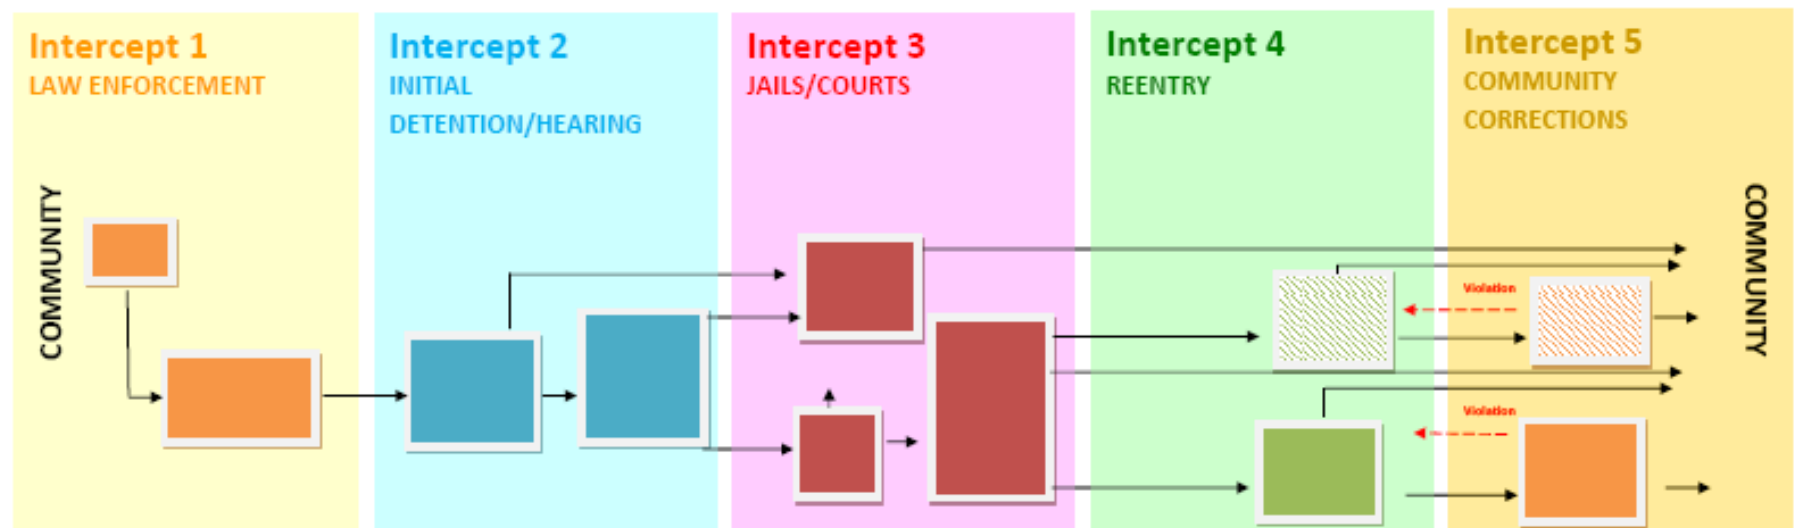 Intercept 1
LAW ENFORCEMENT
Intercept 2
INITIAL
DETENTION/HEARING
Intercept 3
JAILS/COURTS
Intercept 4
REENTRY
Intercept 5
COMMUNITY
CORRECTIONS
COMMUNITY
Violation
Violation
COMMUNITY